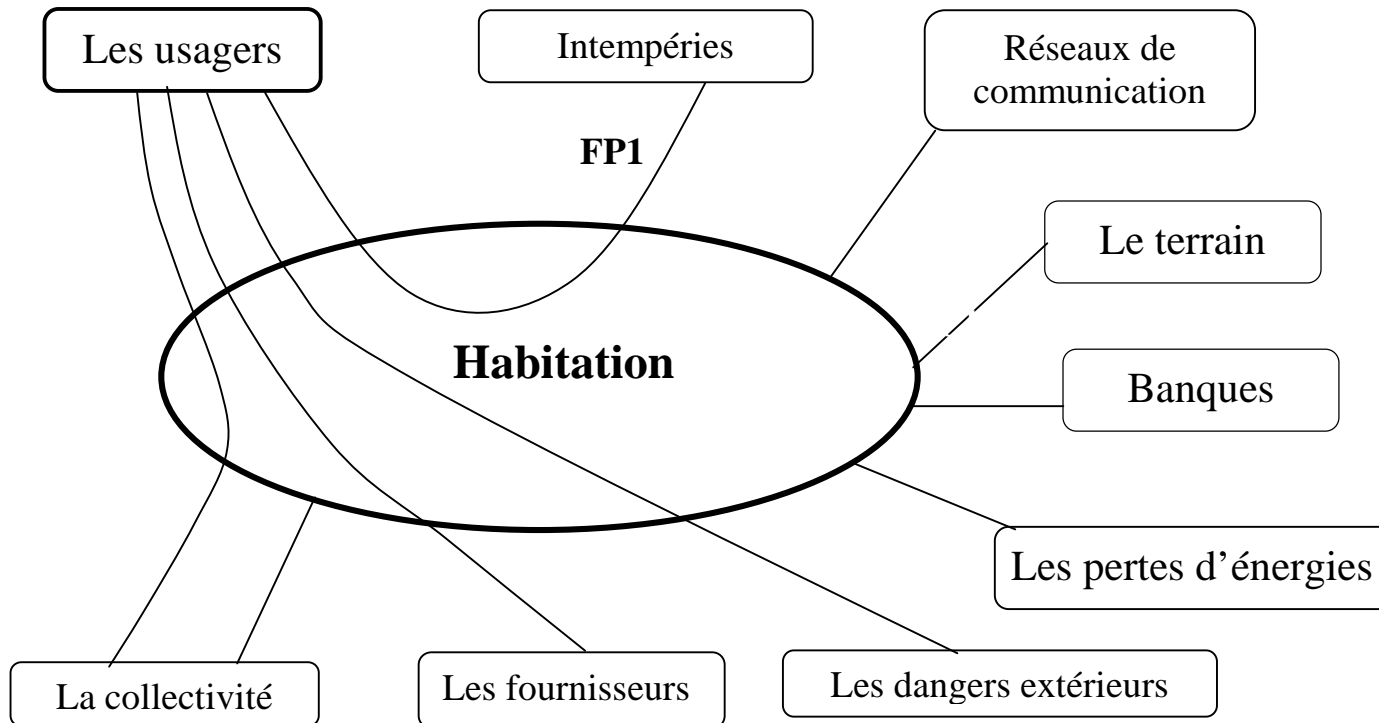 Les usagers
Intempéries
Réseaux de
communication
FP1
Le terrain
Habitation
Banques
Les pertes d’énergies
La collectivité
Les fournisseurs
Les dangers extérieurs